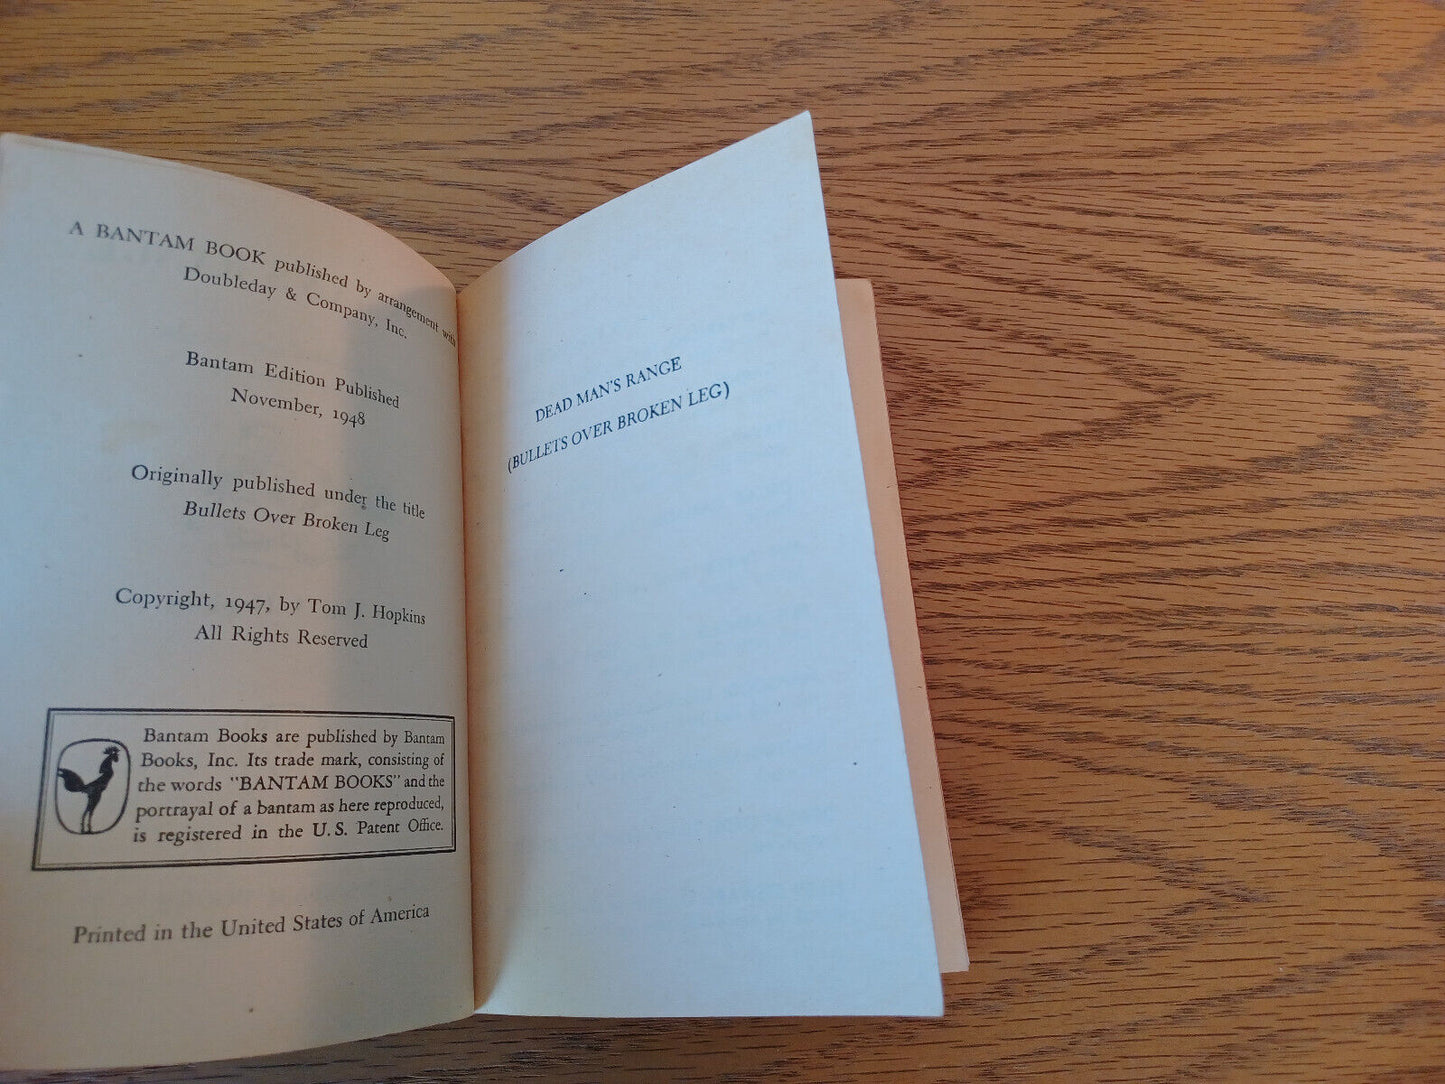 A BANTAM BOOK published by arrangement with
Doubleday & Company, Inc.
Bantam Edition Published
November, 1948
Originally published under the title
Bullets Over Broken Leg
Copyright, 1947, by Tom J. Hopkins
All Rights Reserved
Bantam Books are published by Bantam
Books, Inc. Its trade mark, consisting of
the words "BANTAM BOOKS" and the
portrayal of a bantam as here reproduced,
is registered in the U. S. Patent Office.
Printed in the United States of America
DEAD MAN'S RANGE
(BULLETS OVER BROKEN LEG)